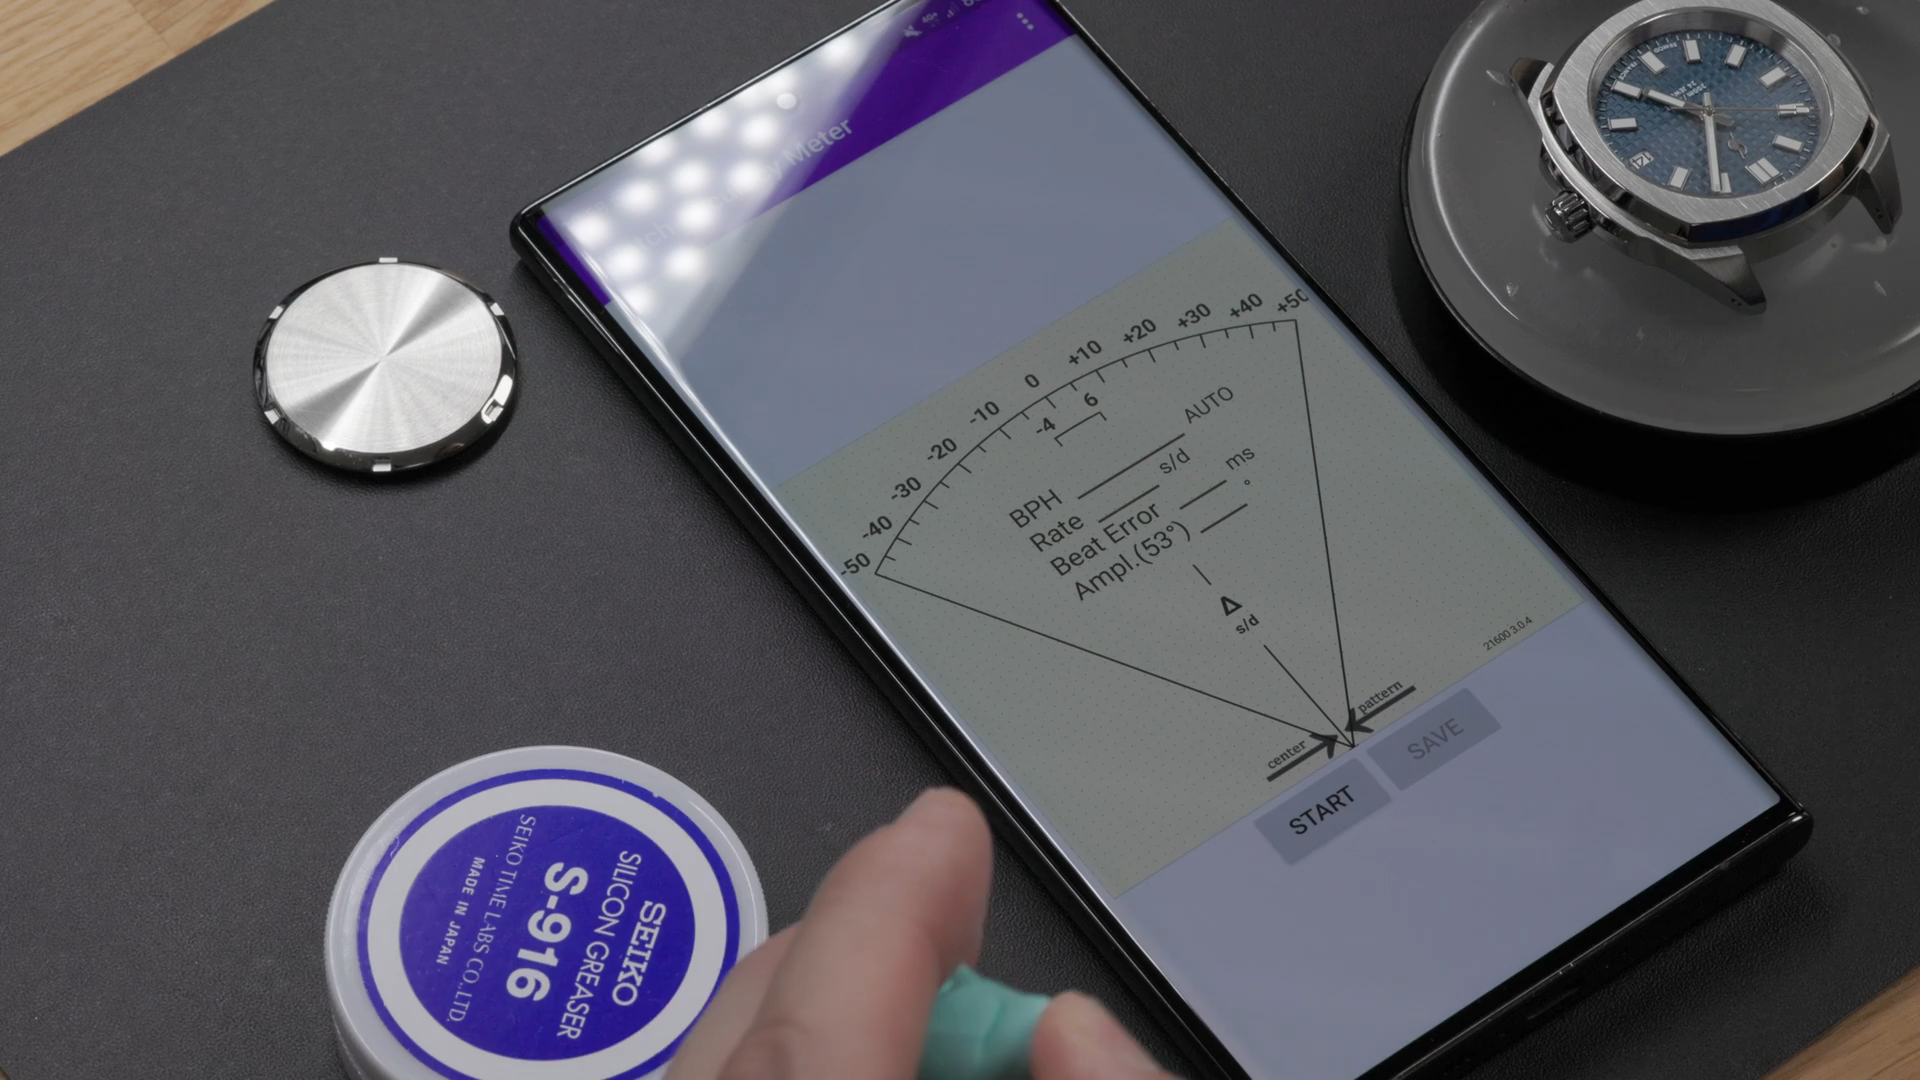 Meter
-50
-40
-30
-20
-10
0
+10
+20
+30
+40
+50
-4
6
AUTO
BPH
Rate s/d
Beat Error ms
Ampl.(53°) °
Δ
s/d
21600 3.0.4
center
pattern
START
SAVE
SEIKO
SILICON GREASER
S-916
SEIKO TIME LABS CO.,LTD.
MADE IN JAPAN